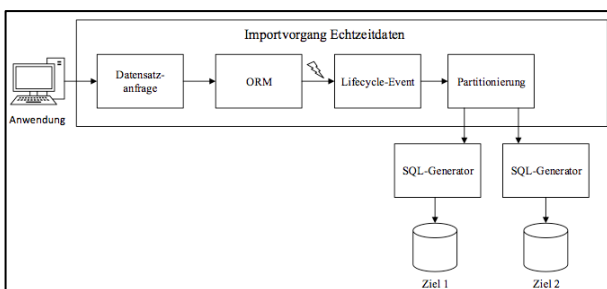 Importvorgang Echtzeitdaten
Anwendung
Datensatz-
anfrage
ORM
Lifecycle-Event
Partitionierung
SQL-Generator
SQL-Generator
Ziel 1
Ziel 2